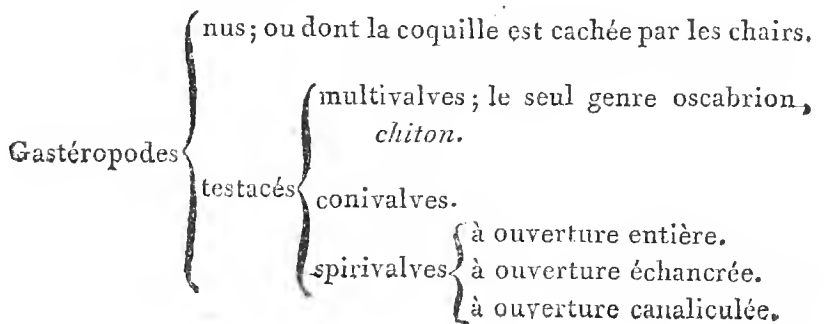 nus; ou dont la coquille est cachée par les chairs.
multivalves; le seul genre oscabrion,
chiton.
Gastéropodes
testacés
conivalves.
à ouverture entière.
spirivalves
à ouverture échancrée.
à ouverture canaliculée.